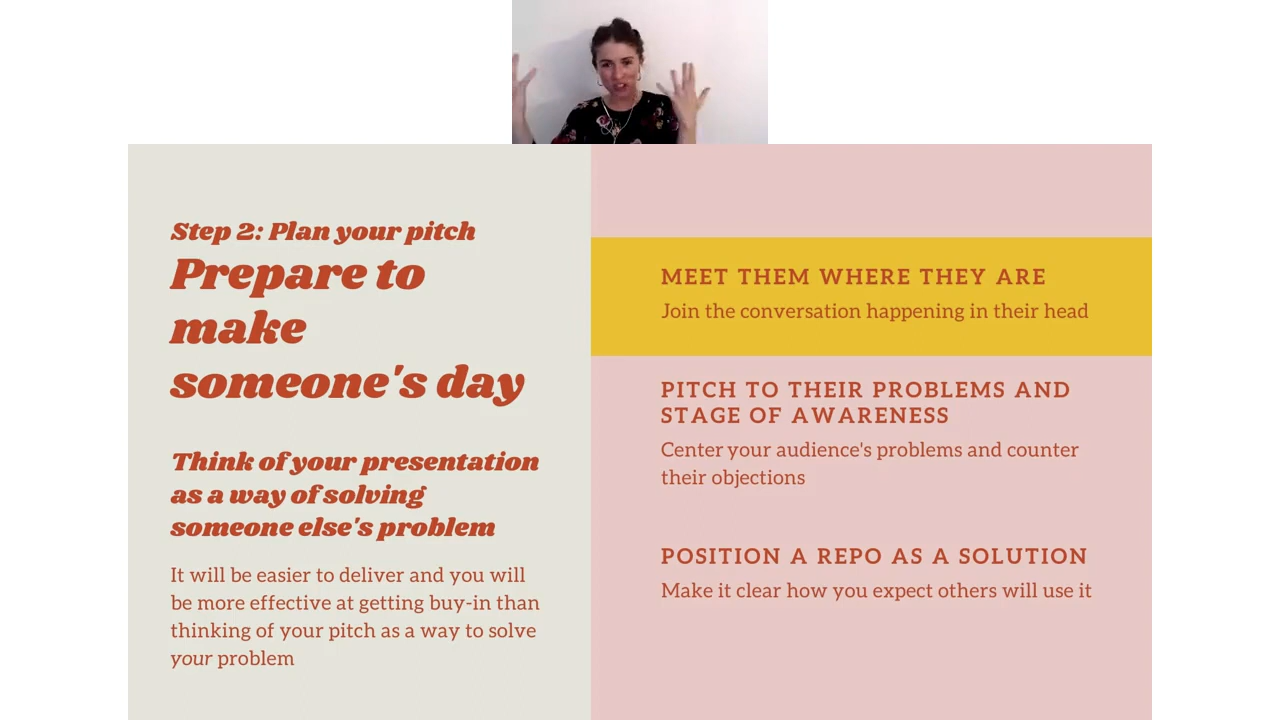 Step 2: Plan your pitch
Prepare to
make
someone's day
Think of your presentation
as a way of solving
someone else's problem
It will be easier to deliver and you will
be more effective at getting buy-in than
thinking of your pitch as a way to solve
your problem
MEET THEM WHERE THEY ARE
Join the conversation happening in their head
PITCH TO THEIR PROBLEMS AND
STAGE OF AWARENESS
Center your audience's problems and counter
their objections
POSITION A REPO AS A SOLUTION
Make it clear how you expect others will use it